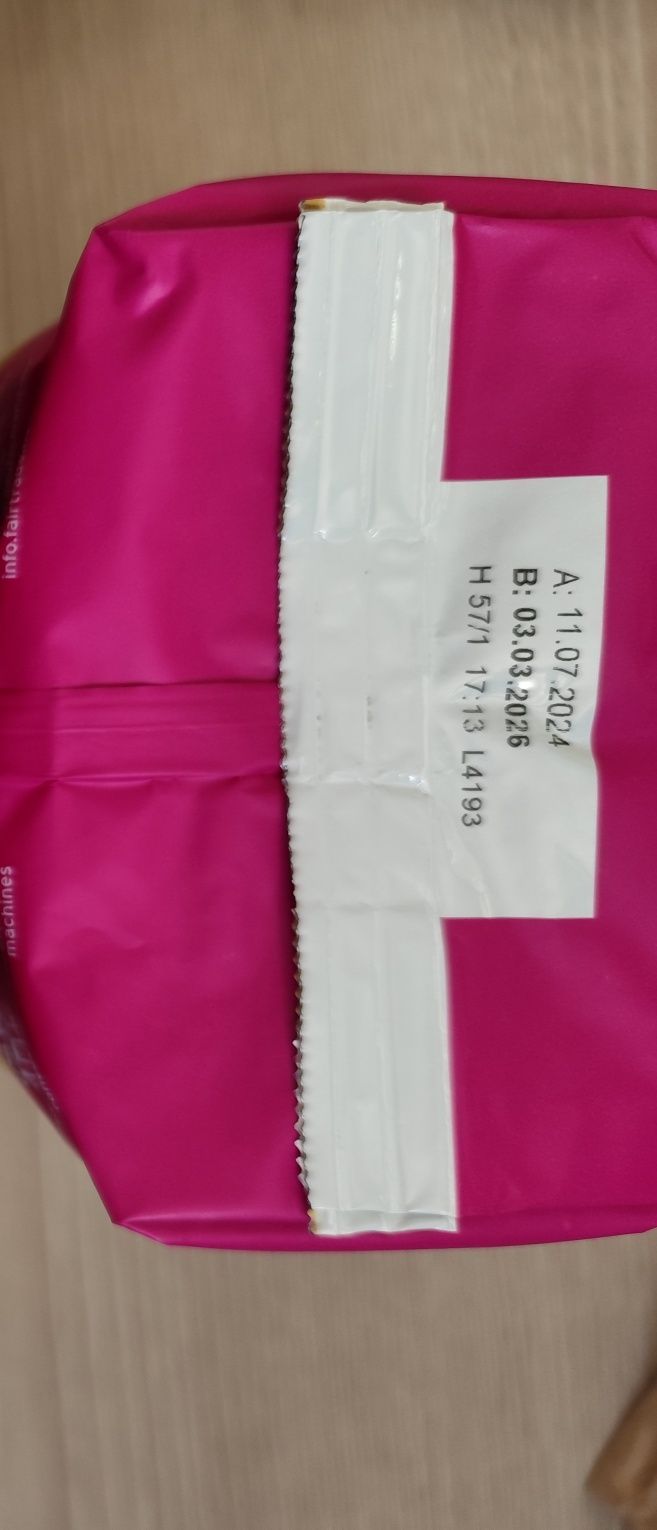 A: 11.07.2024
B: 03.03.2026
H 57/1 17:13 L4193
machines